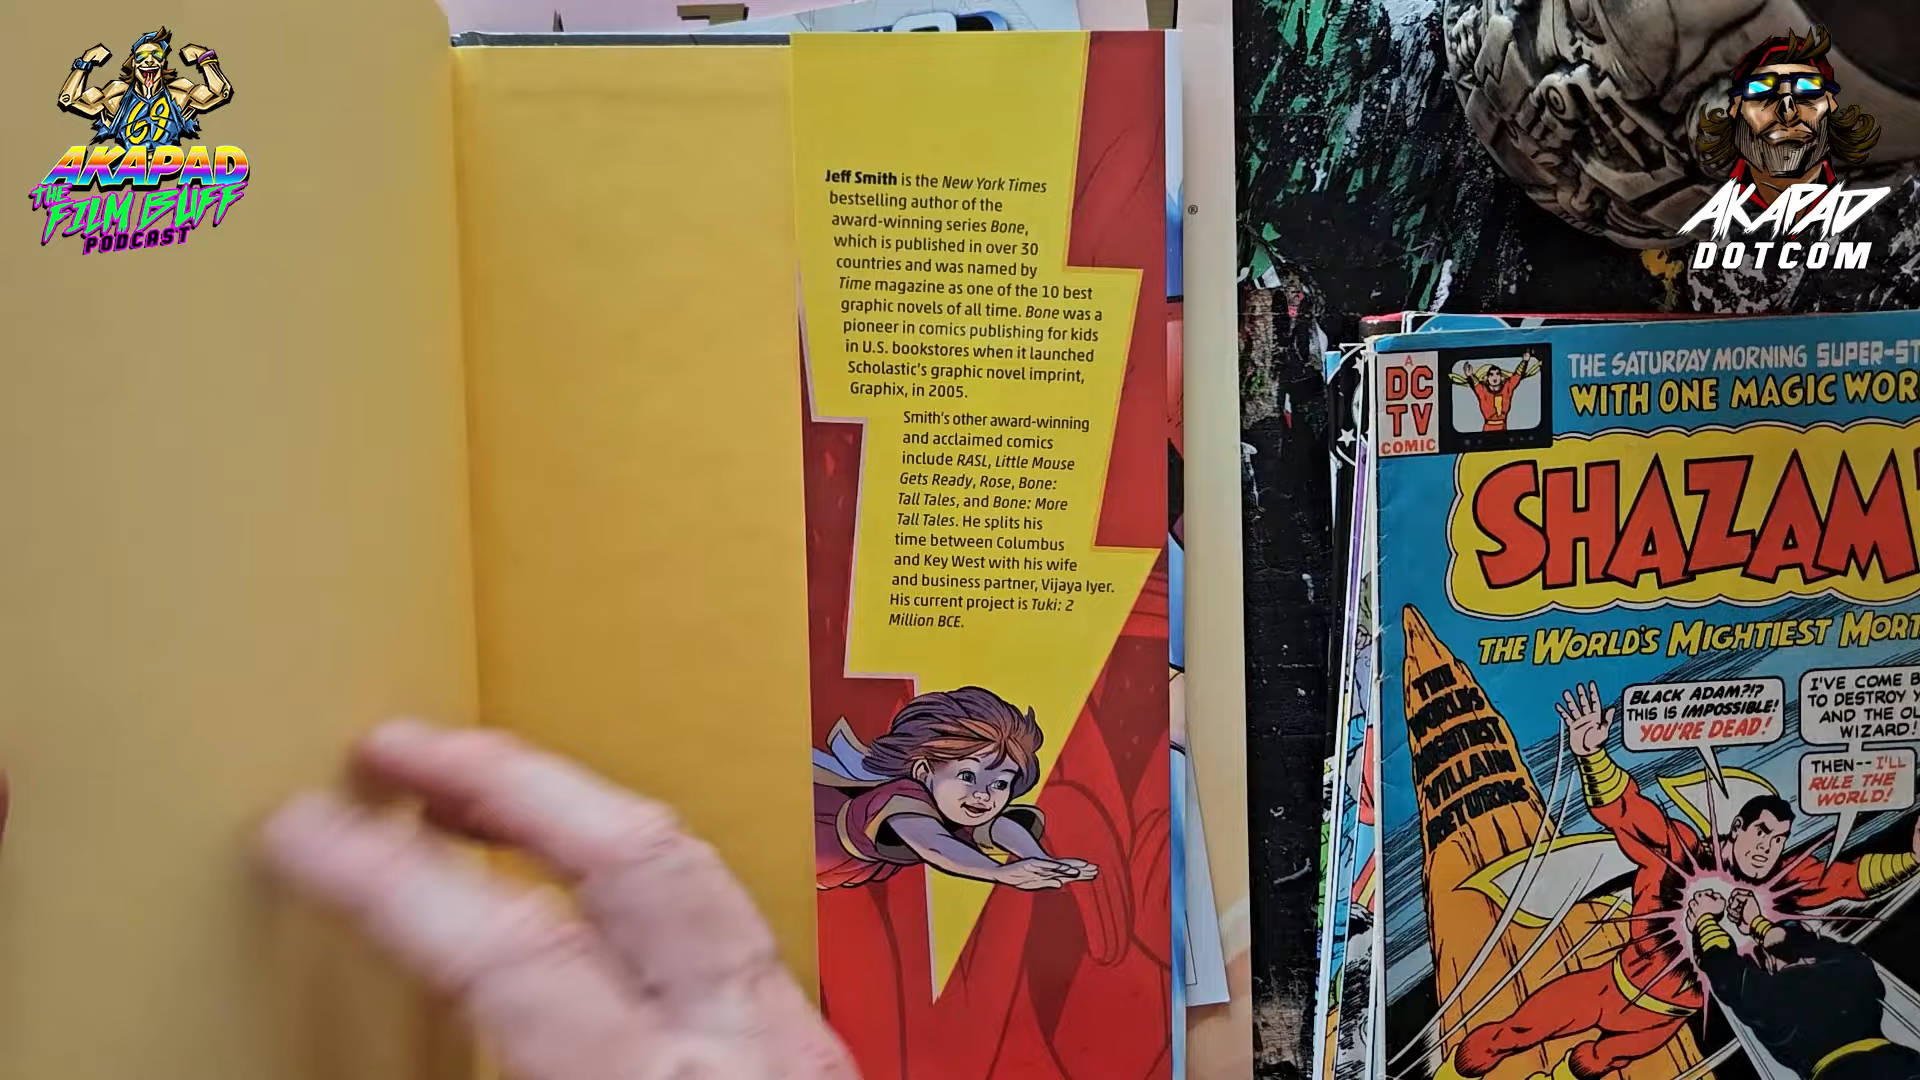 AKAPAD
THE
FILM BUFF
PODCAST
Jeff Smith is the New York Times
bestselling author of the
award-winning series Bone,
which is published in over 30
countries and was named by
Time magazine as one of the 10 best
graphic novels of all time. Bone was a
pioneer in comics publishing for kids
in U.S. bookstores when it launched
Scholastic's graphic novel imprint,
Graphix, in 2005.
Smith's other award-winning
and acclaimed comics
include RASL, Little Mouse
Gets Ready, Rose, Bone:
Tall Tales, and Bone: More
Tall Tales. He splits his
time between Columbus
and Key West with his wife
and business partner, Vijaya Iyer.
His current project is Tuki: 2
Million BCE.
®
AKAPAD
DOTCOM
A
DC
TV
COMIC
THE SATURDAY MORNING SUPER-ST
WITH ONE MAGIC WOR
SHAZAM
THE WORLD'S MIGHTIEST MORT
THE
WORLD'S
MIGHTIEST
VILLAIN
RETURNS
BLACK ADAM?!?
THIS IS IMPOSSIBLE!
YOU'RE DEAD!
I'VE COME B
TO DESTROY Y
AND THE OL
WIZARD!
THEN-- I'LL
RULE THE
WORLD!